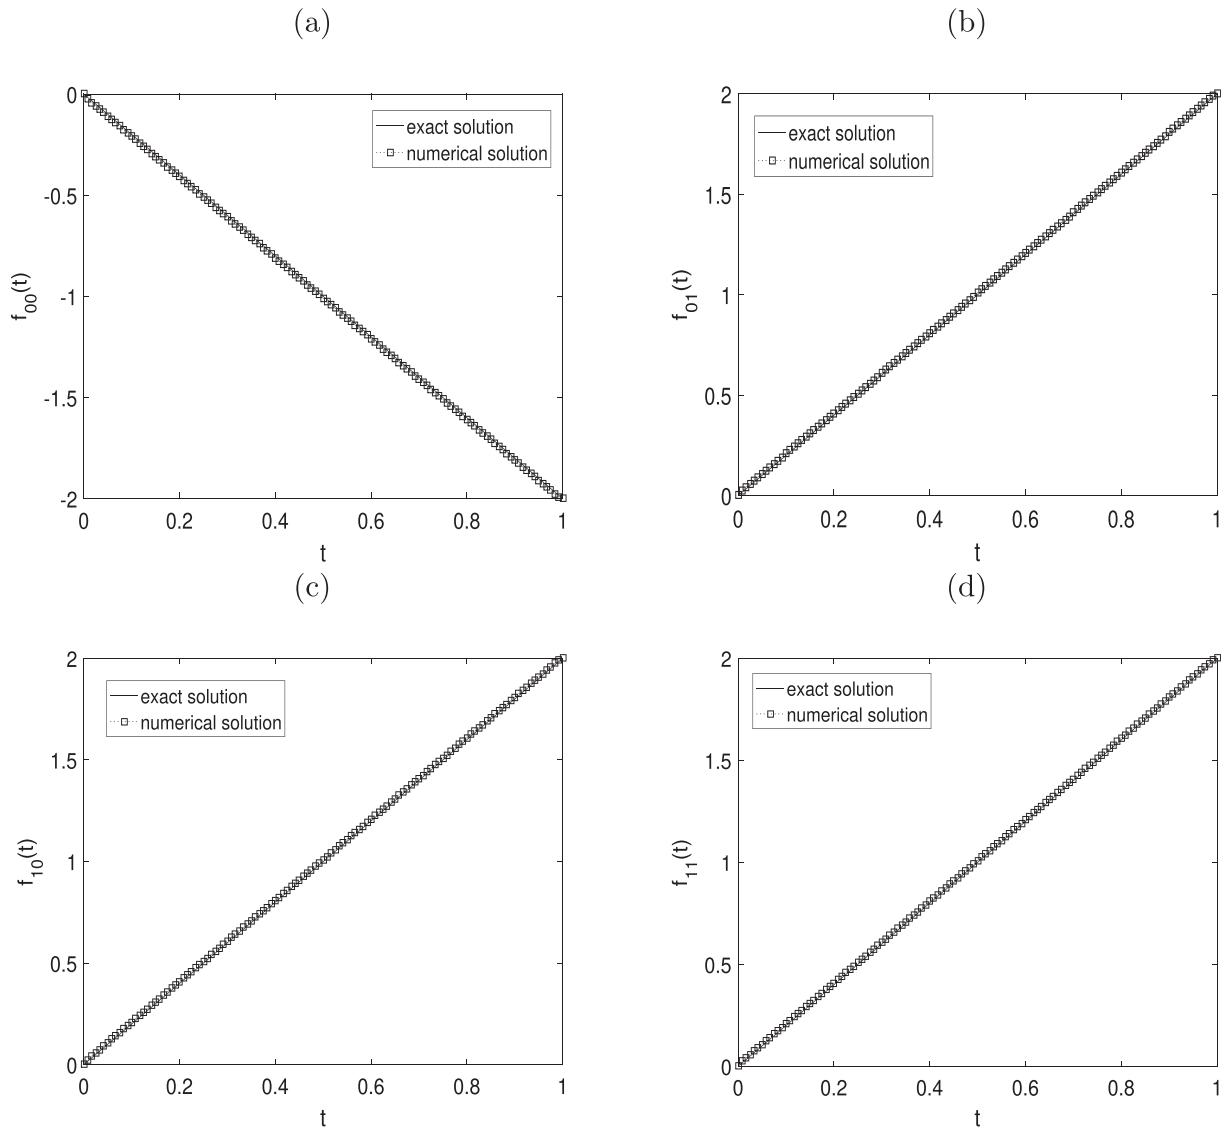 (a)
0
-0.5
-1
-1.5
-2
f00(t)
exact solution
numerical solution
0 0.2 0.4 0.6 0.8 1
t
(b)
2
1.5
1
0.5
0
f01(t)
exact solution
numerical solution
0 0.2 0.4 0.6 0.8 1
t
(c)
2
1.5
1
0.5
0
f10(t)
exact solution
numerical solution
0 0.2 0.4 0.6 0.8 1
t
(d)
2
1.5
1
0.5
0
f11(t)
exact solution
numerical solution
0 0.2 0.4 0.6 0.8 1
t